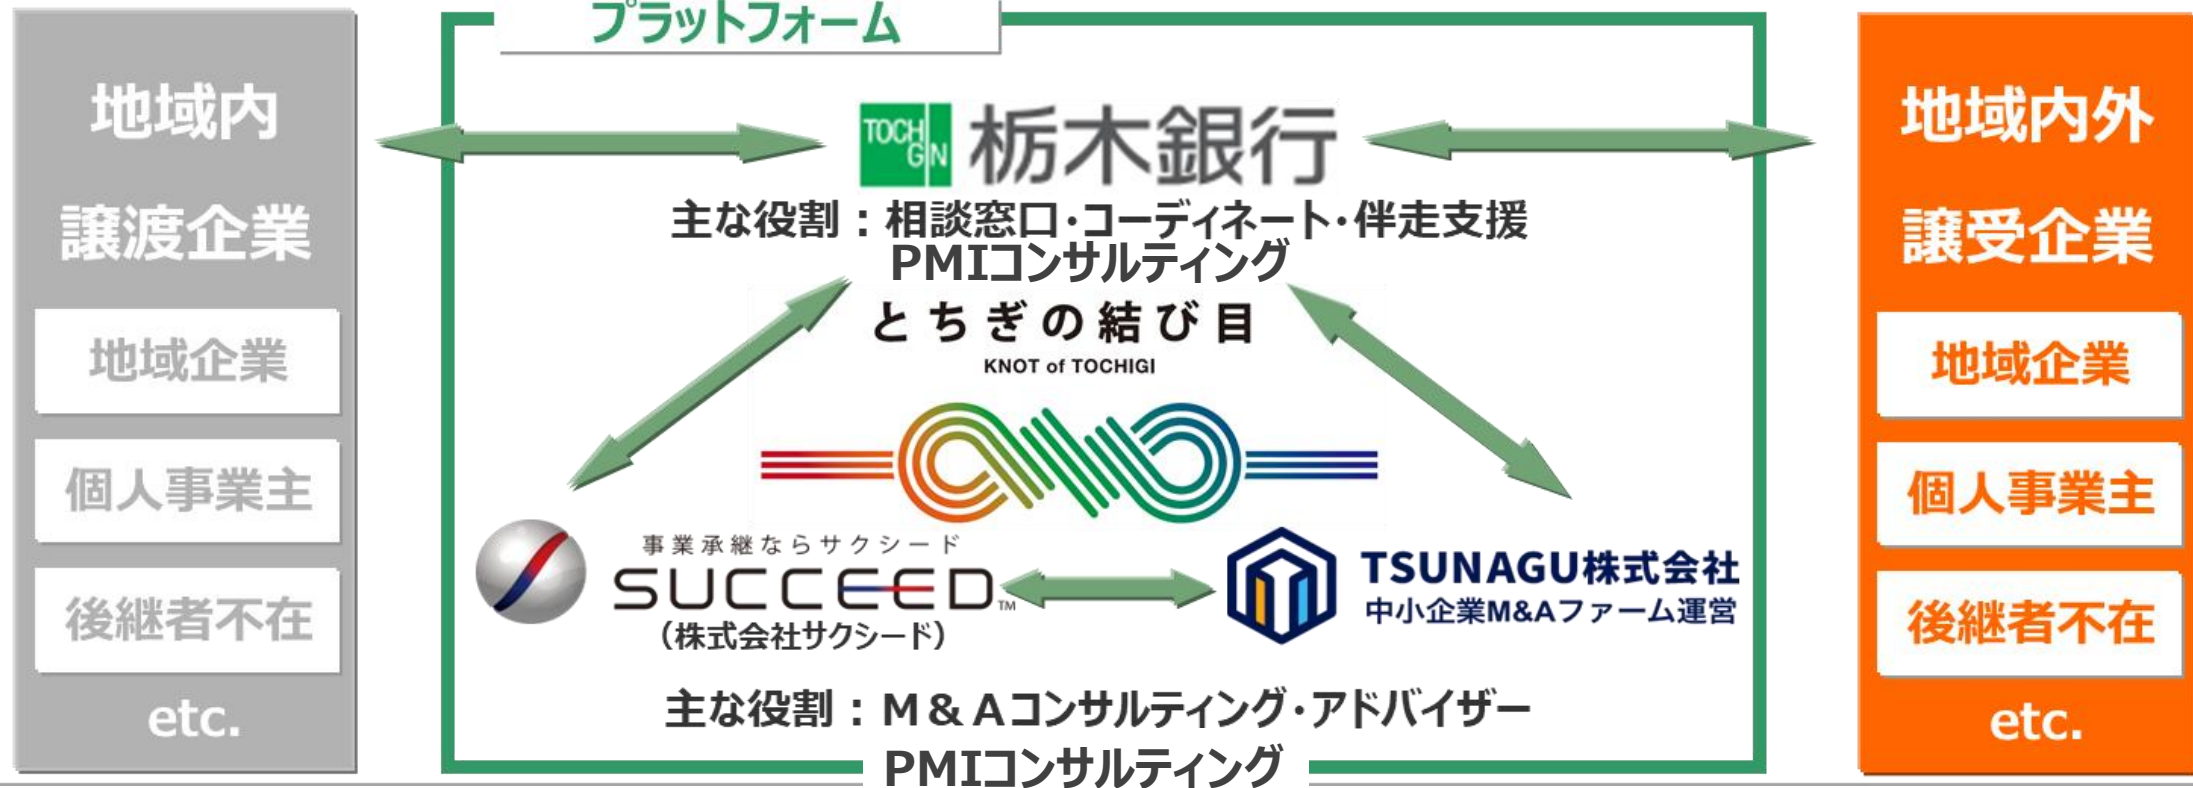 プラットフォーム
地域内
譲渡企業
地域企業
個人事業主
後継者不在
etc.
TOCHIGIN 栃木銀行
主な役割：相談窓口・コーディネート・伴走支援
PMIコンサルティング
とちぎの結び目
KNOT of TOCHIGI
事業承継ならサクシード
SUCCEED™
（株式会社サクシード）
TSUNAGU株式会社
中小企業M&Aファーム運営
主な役割：M＆Aコンサルティング・アドバイザー
PMIコンサルティング
地域内外
譲受企業
地域企業
個人事業主
後継者不在
etc.